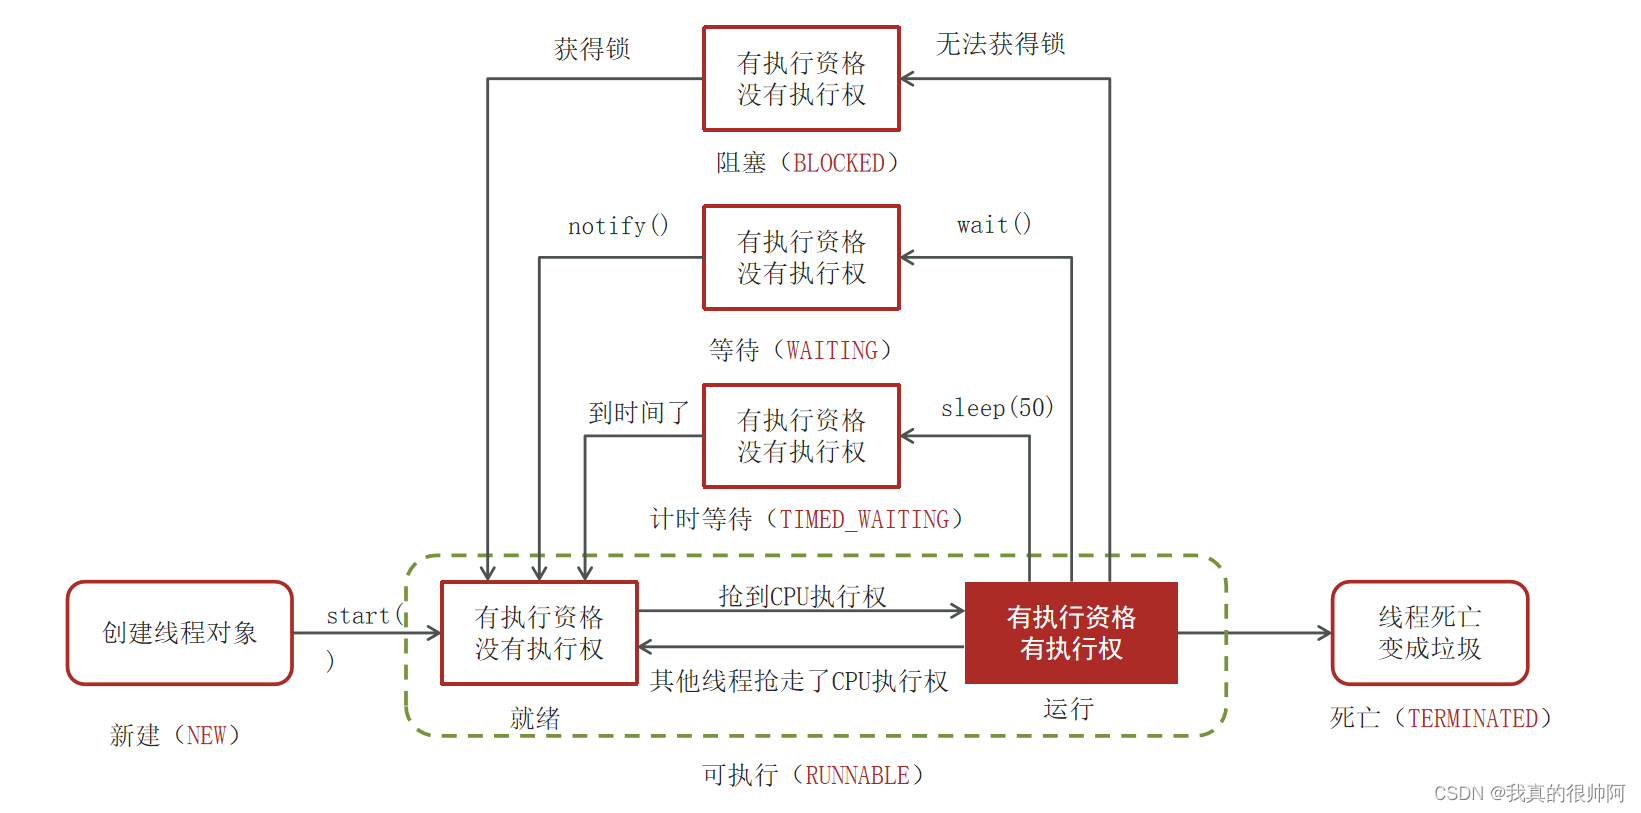 获得锁
无法获得锁
有执行资格
没有执行权
阻塞（BLOCKED）
notify()
wait()
有执行资格
没有执行权
等待（WAITING）
到时间了
sleep(50)
有执行资格
没有执行权
计时等待（TIMED_WAITING）
创建线程对象
start(
)
新建（NEW）
有执行资格
没有执行权
就绪
抢到CPU执行权
其他线程抢走了CPU执行权
有执行资格
有执行权
运行
可执行（RUNNABLE）
线程死亡
变成垃圾
死亡（TERMINATED）
CSDN @我真的很帅阿